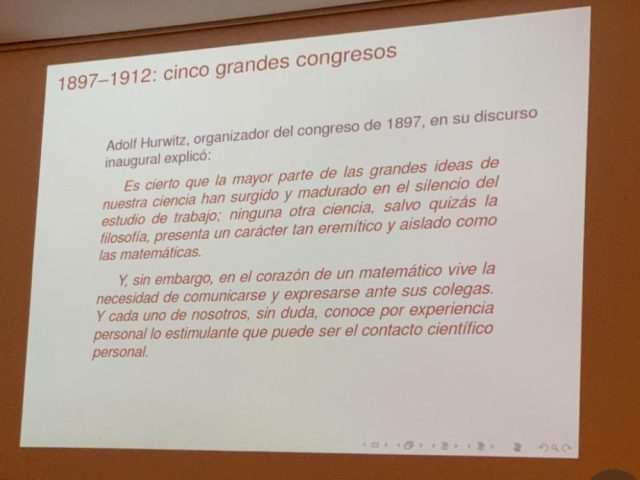 1897–1912: cinco grandes congresos
Adolf Hurwitz, organizador del congreso de 1897, en su discurso
inaugural explicó:
Es cierto que la mayor parte de las grandes ideas de
nuestra ciencia han surgido y madurado en el silencio del
estudio de trabajo; ninguna otra ciencia, salvo quizás la
filosofía, presenta un carácter tan eremítico y aislado como
las matemáticas.
Y, sin embargo, en el corazón de un matemático vive la
necesidad de comunicarse y expresarse ante sus colegas.
Y cada uno de nosotros, sin duda, conoce por experiencia
personal lo estimulante que puede ser el contacto científico
personal.